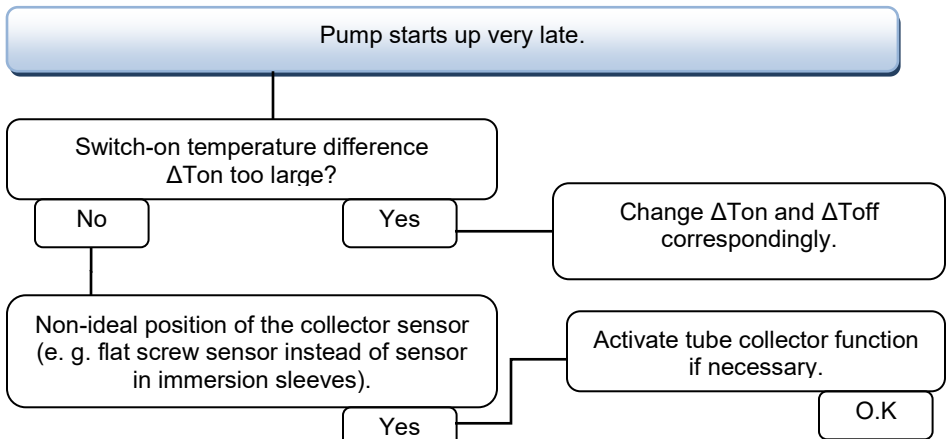 Pump starts up very late.
Switch-on temperature difference
ΔTon too large?
No
Yes
Change ΔTon and ΔToff
correspondingly.
Non-ideal position of the collector sensor
(e. g. flat screw sensor instead of sensor
in immersion sleeves).
Yes
Activate tube collector function
if necessary.
O.K